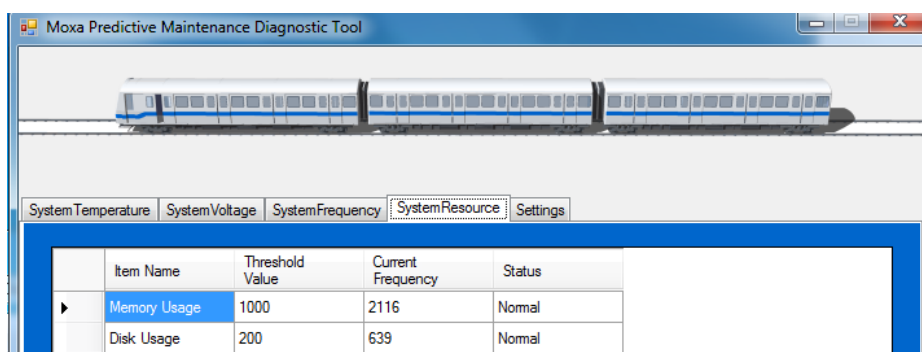 Moxa Predictive Maintenance Diagnostic Tool
SystemTemperature SystemVoltage SystemFrequency SystemResource Settings
Item Name Threshold Value Current Frequency Status
Memory Usage 1000 2116 Normal
Disk Usage 200 639 Normal